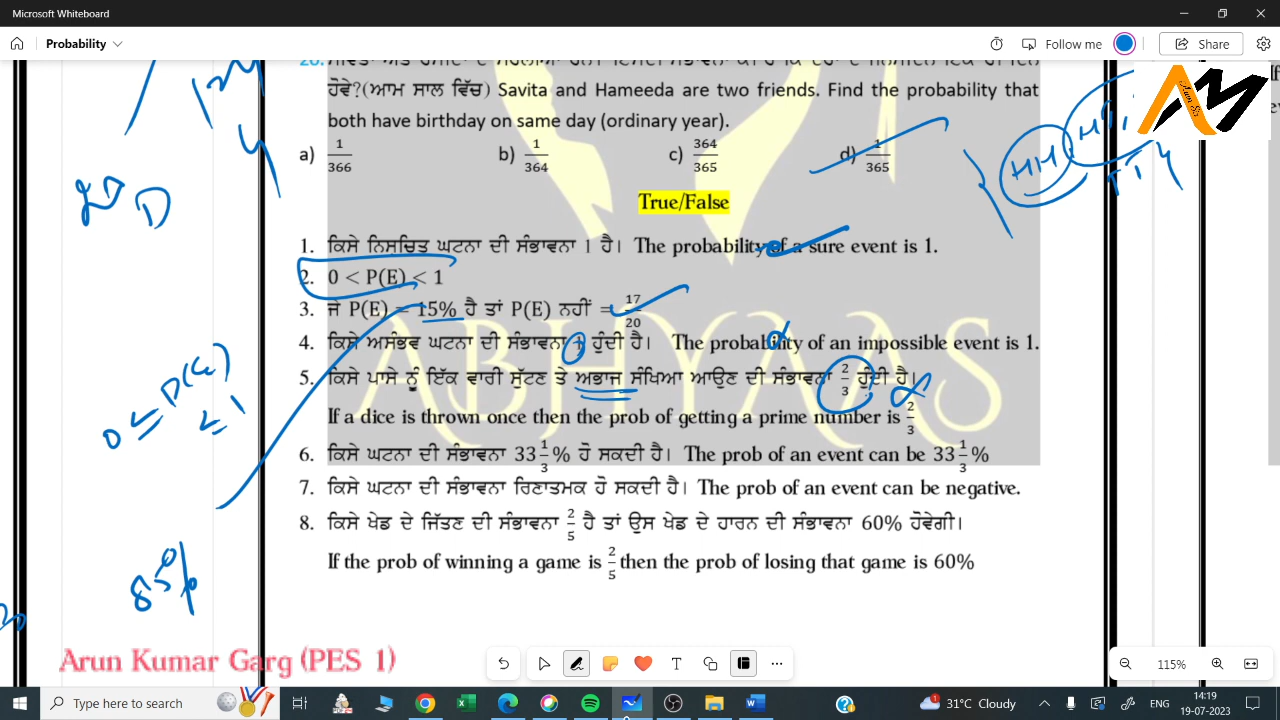 Microsoft Whiteboard
Probability
Follow me
Share
ਹੋਵੇ?(ਆਮ ਸਾਲ ਵਿੱਚ) Savita and Hameeda are two friends. Find the probability that
both have birthday on same day (ordinary year).
a) 1/366 b) 1/364 c) 364/365 d) 1/365
True/False
1. ਕਿਸੇ ਨਿਸਚਿਤ ਘਟਨਾ ਦੀ ਸੰਭਾਵਨਾ 1 ਹੈ। The probability of a sure event is 1.
2. 0 < P(E) < 1
3. ਜੇ P(E) = 15% ਹੈ ਤਾਂ P(E) ਨਹੀਂ = 17/20
4. ਕਿਸੇ ਅਸੰਭਵ ਘਟਨਾ ਦੀ ਸੰਭਾਵਨਾ 1 ਹੁੰਦੀ ਹੈ। The probability of an impossible event is 1.
5. ਕਿਸੇ ਪਾਸੇ ਨੂੰ ਇੱਕ ਵਾਰੀ ਸੁੱਟਣ ਤੇ ਅਭਾਜ ਸੰਖਿਆ ਆਉਣ ਦੀ ਸੰਭਾਵਨਾ 2/3 ਹੁੰਦੀ ਹੈ।
If a dice is thrown once then the prob of getting a prime number is 2/3
6. ਕਿਸੇ ਘਟਨਾ ਦੀ ਸੰਭਾਵਨਾ 33 1/3% ਹੋ ਸਕਦੀ ਹੈ। The prob of an event can be 33 1/3%
7. ਕਿਸੇ ਘਟਨਾ ਦੀ ਸੰਭਾਵਨਾ ਰਿਣਾਤਮਕ ਹੋ ਸਕਦੀ ਹੈ। The prob of an event can be negative.
8. ਕਿਸੇ ਖੇਡ ਦੇ ਜਿੱਤਣ ਦੀ ਸੰਭਾਵਨਾ 2/5 ਹੈ ਤਾਂ ਉਸ ਖੇਡ ਦੇ ਹਾਰਨ ਦੀ ਸੰਭਾਵਨਾ 60% ਹੋਵੇਗੀ।
If the prob of winning a game is 2/5 then the prob of losing that game is 60%
ABHYAAS
HH
0 ≤ P(E) ≤ 1
85%
Arun Sir
Arun Kumar Garg (PES 1)
115%
Type here to search
31°C Cloudy
ENG
14:19
19-07-2023